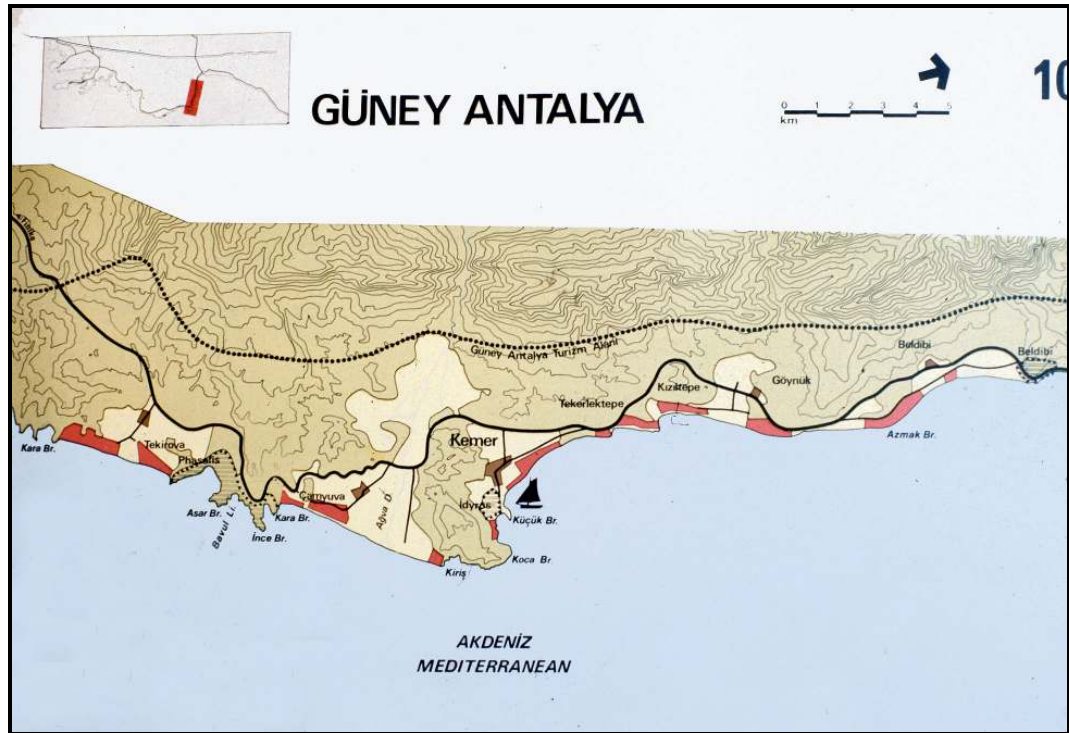 GÜNEY ANTALYA
10
0 1 2 3 4 5
km
Finike
Güney Antalya Turizm Alanı
Beldibi
Beldibi
Göynük
Kızıltepe
Tekerlektepe
Kemer
Azmak Br.
Kara Br.
Tekirova
Phaselis
Çamyuva
Ağva D.
İdyros
Asar Br.
Bavul Li.
Kara Br.
Küçük Br.
İnce Br.
Kiriş
Koca Br
AKDENİZ
MEDITERRANEAN